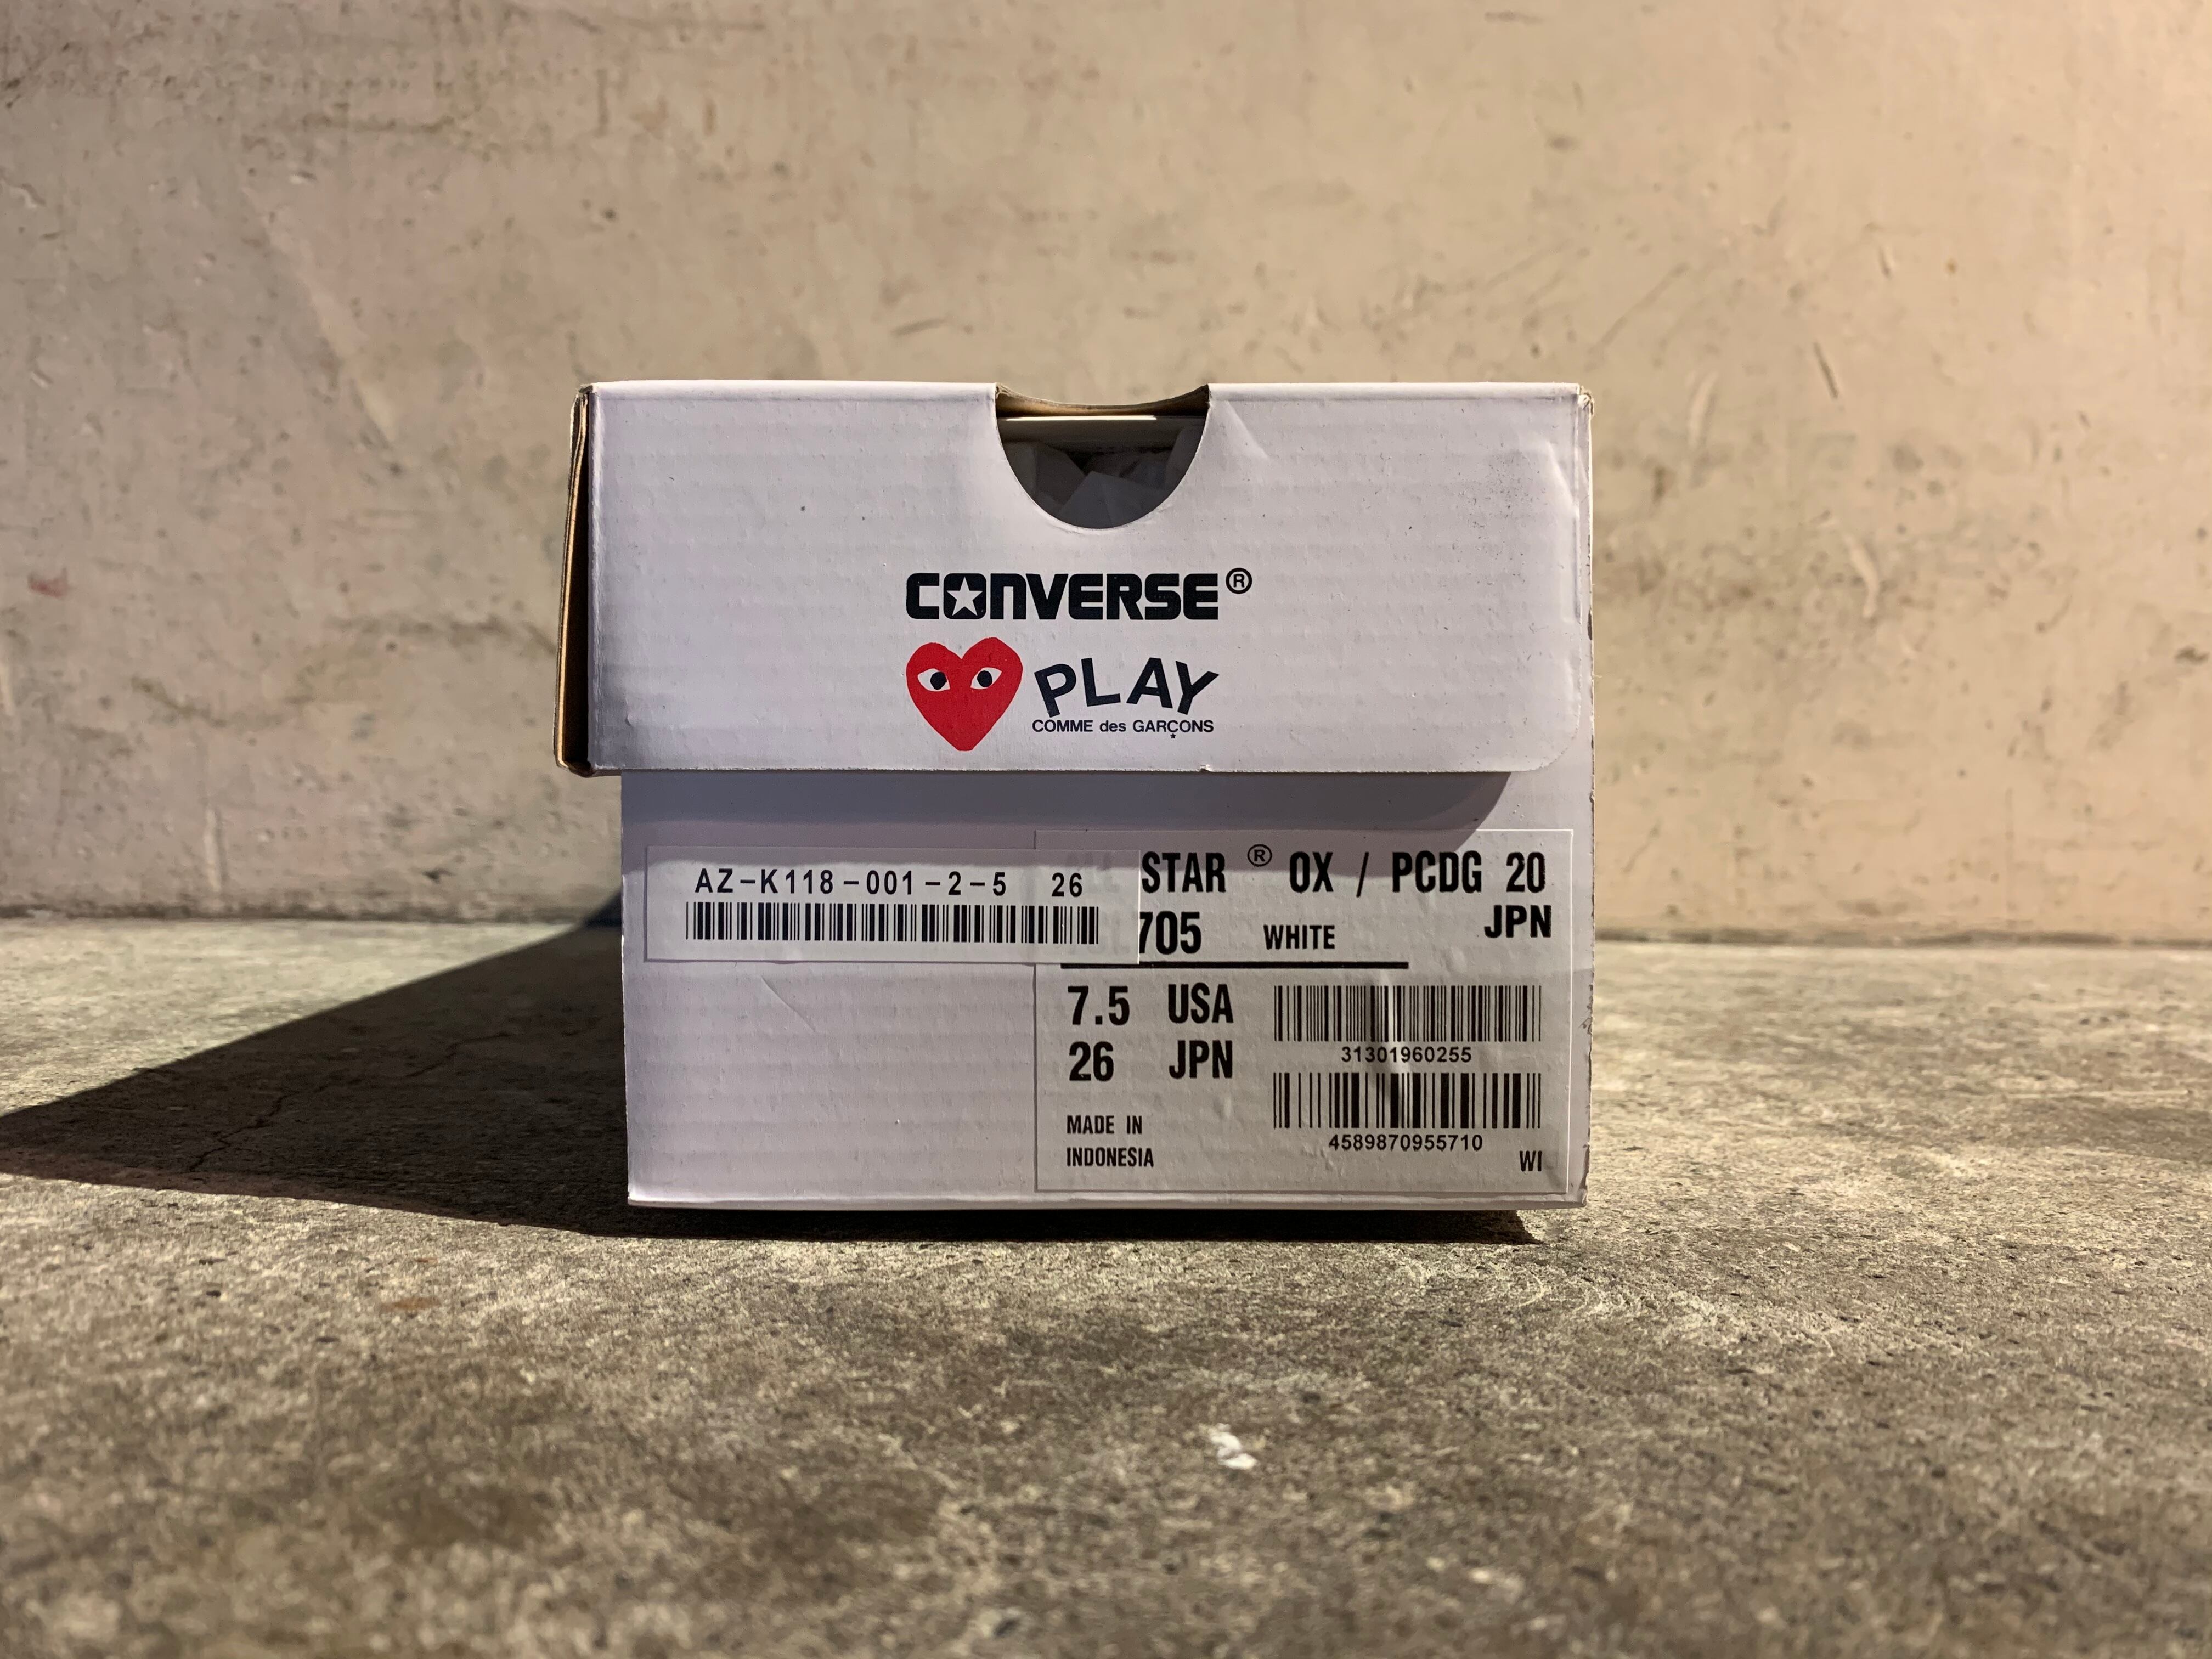 CONVERSE®
PLAY
COMME des GARÇONS
AZ-K118-001-2-5 26
STAR® OX / PCDG 20
705 WHITE JPN
7.5 USA
26 JPN
31301960255
4589870955710
MADE IN
INDONESIA
WI